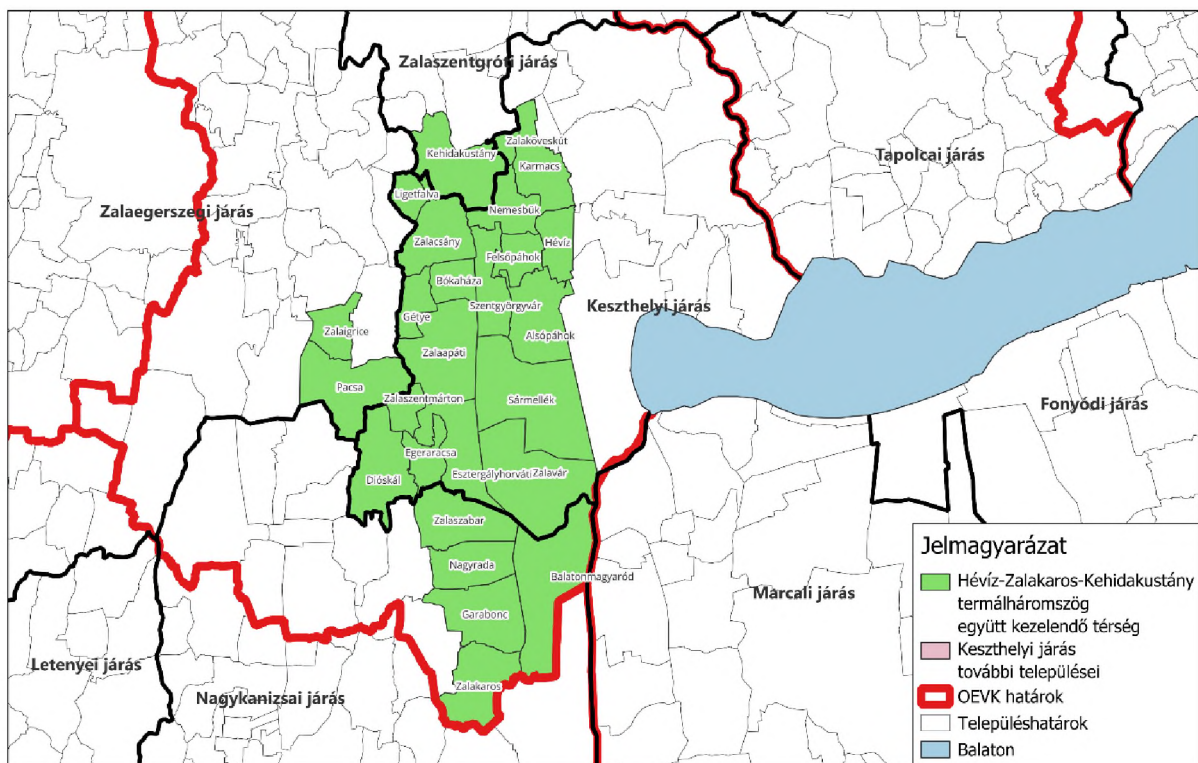 Zalaszentgróti járás
Zalaköveskút
Kehidakustány
Karmacs
Tapolcai járás
Ligetfalva
Zalaegerszegi járás
Nemesbük
Zalacsány
Hévíz
Felsőpáhok
Bókaháza
Szentgyörgyvár
Keszthelyi járás
Gétye
Zalaigrice
Alsópáhok
Zalaapáti
Pacsa
Zalaszentmárton
Sármellék
Fonyódi járás
Egeraracsa
Esztergályhorváti
Zalavár
Dióskál
Zalaszabar
Nagyrada
Balatonmagyaród
Marcali járás
Garabonc
Letenyei járás
Zalakaros
Nagykanizsai járás
Jelmagyarázat
Hévíz-Zalakaros-Kehidakustány
termálháromszög
együtt kezelendő térség
Keszthelyi járás
további települései
OEVK határok
Településhatárok
Balaton